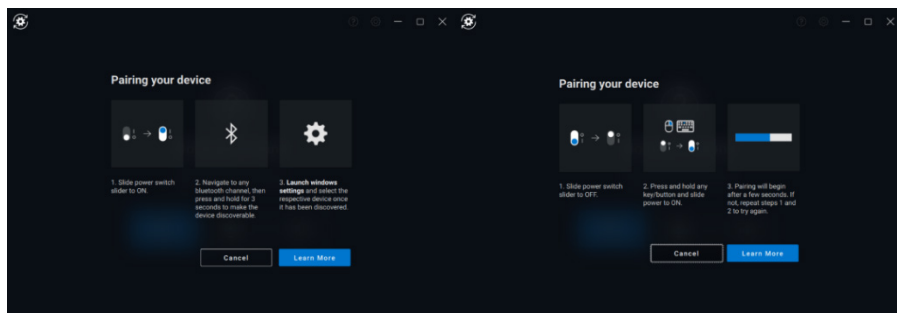 Pairing your device
1. Slide power switch
slider to ON.
2. Navigate to any
bluetooth channel, then
press and hold for 3
seconds to make the
device discoverable.
3. Launch windows
settings and select the
respective device once
it has been discovered.
Cancel
Learn More
Pairing your device
1. Slide power switch
slider to OFF.
2. Press and hold any
key/button and slide
power to ON.
3. Pairing will begin
after a few seconds. If
not, repeat steps 1 and
2 to try again.
Cancel
Learn More